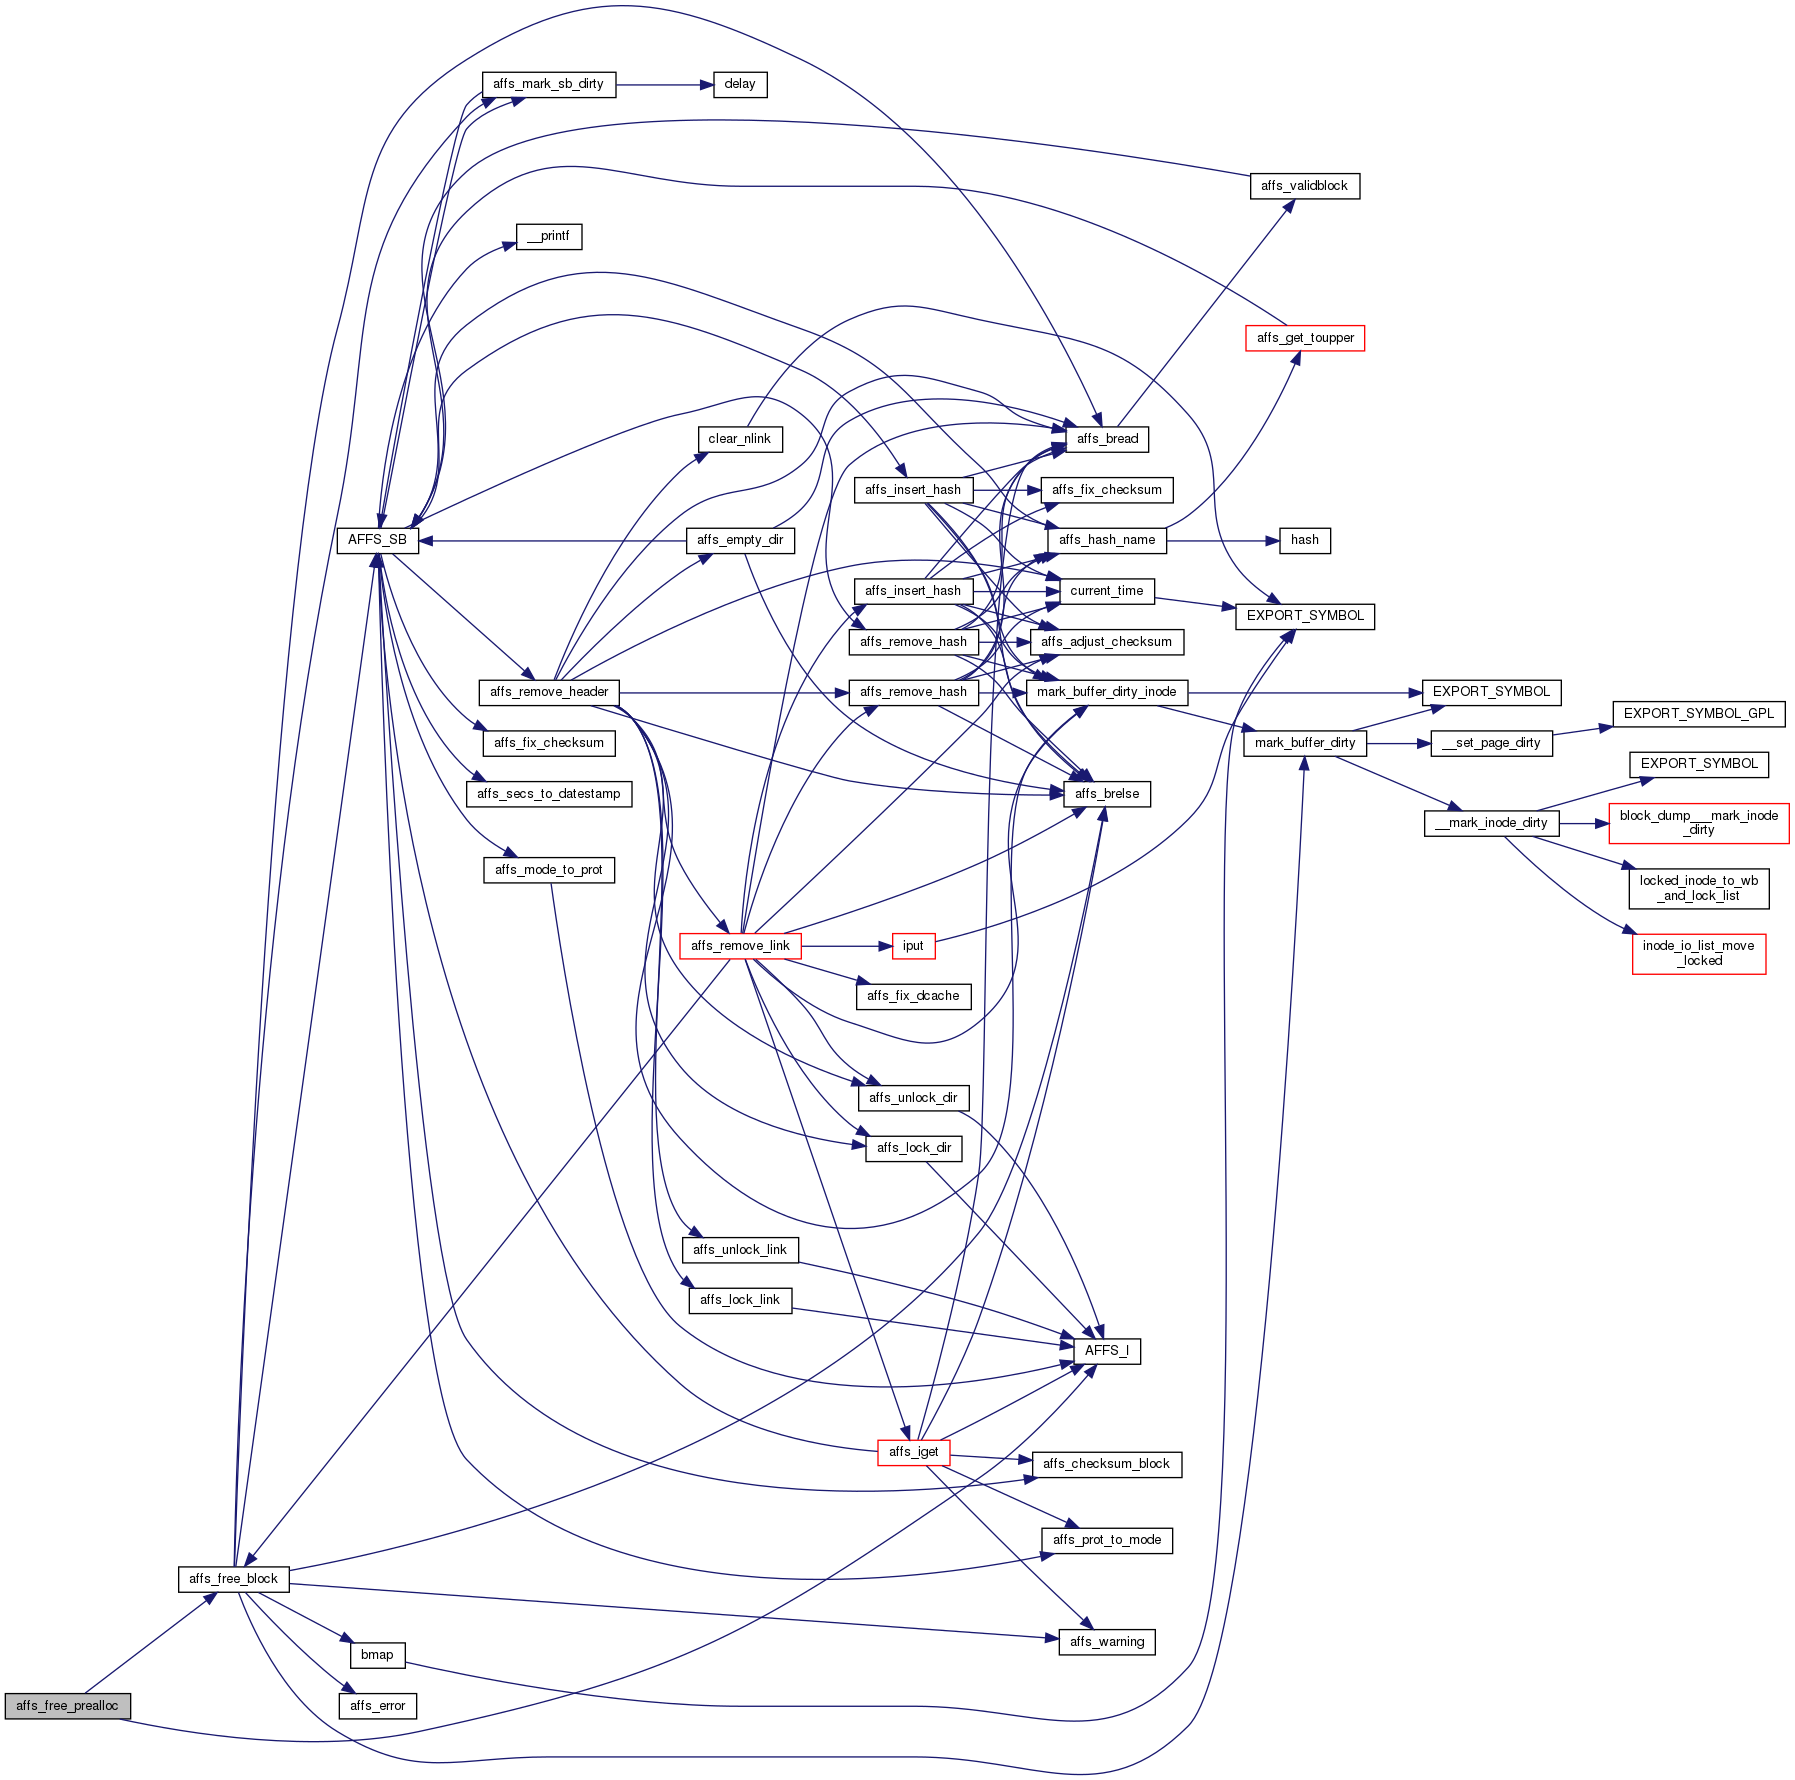 affs_mark_sb_dirty
delay
affs_validblock
__printf
affs_get_toupper
clear_nlink
affs_bread
affs_insert_hash
affs_fix_checksum
AFFS_SB
affs_empty_dir
affs_hash_name
hash
affs_insert_hash
current_time
EXPORT_SYMBOL
affs_remove_hash
affs_adjust_checksum
affs_remove_header
affs_remove_hash
mark_buffer_dirty_inode
EXPORT_SYMBOL
EXPORT_SYMBOL_GPL
affs_fix_checksum
mark_buffer_dirty
__set_page_dirty
EXPORT_SYMBOL
affs_secs_to_datestamp
affs_brelse
__mark_inode_dirty
block_dump___mark_inode
_dirty
affs_mode_to_prot
locked_inode_to_wb
_and_lock_list
affs_remove_link
iput
inode_io_list_move
_locked
affs_fix_dcache
affs_unlock_dir
affs_lock_dir
affs_unlock_link
affs_lock_link
AFFS_I
affs_iget
affs_checksum_block
affs_prot_to_mode
affs_free_block
affs_warning
bmap
affs_free_prealloc
affs_error